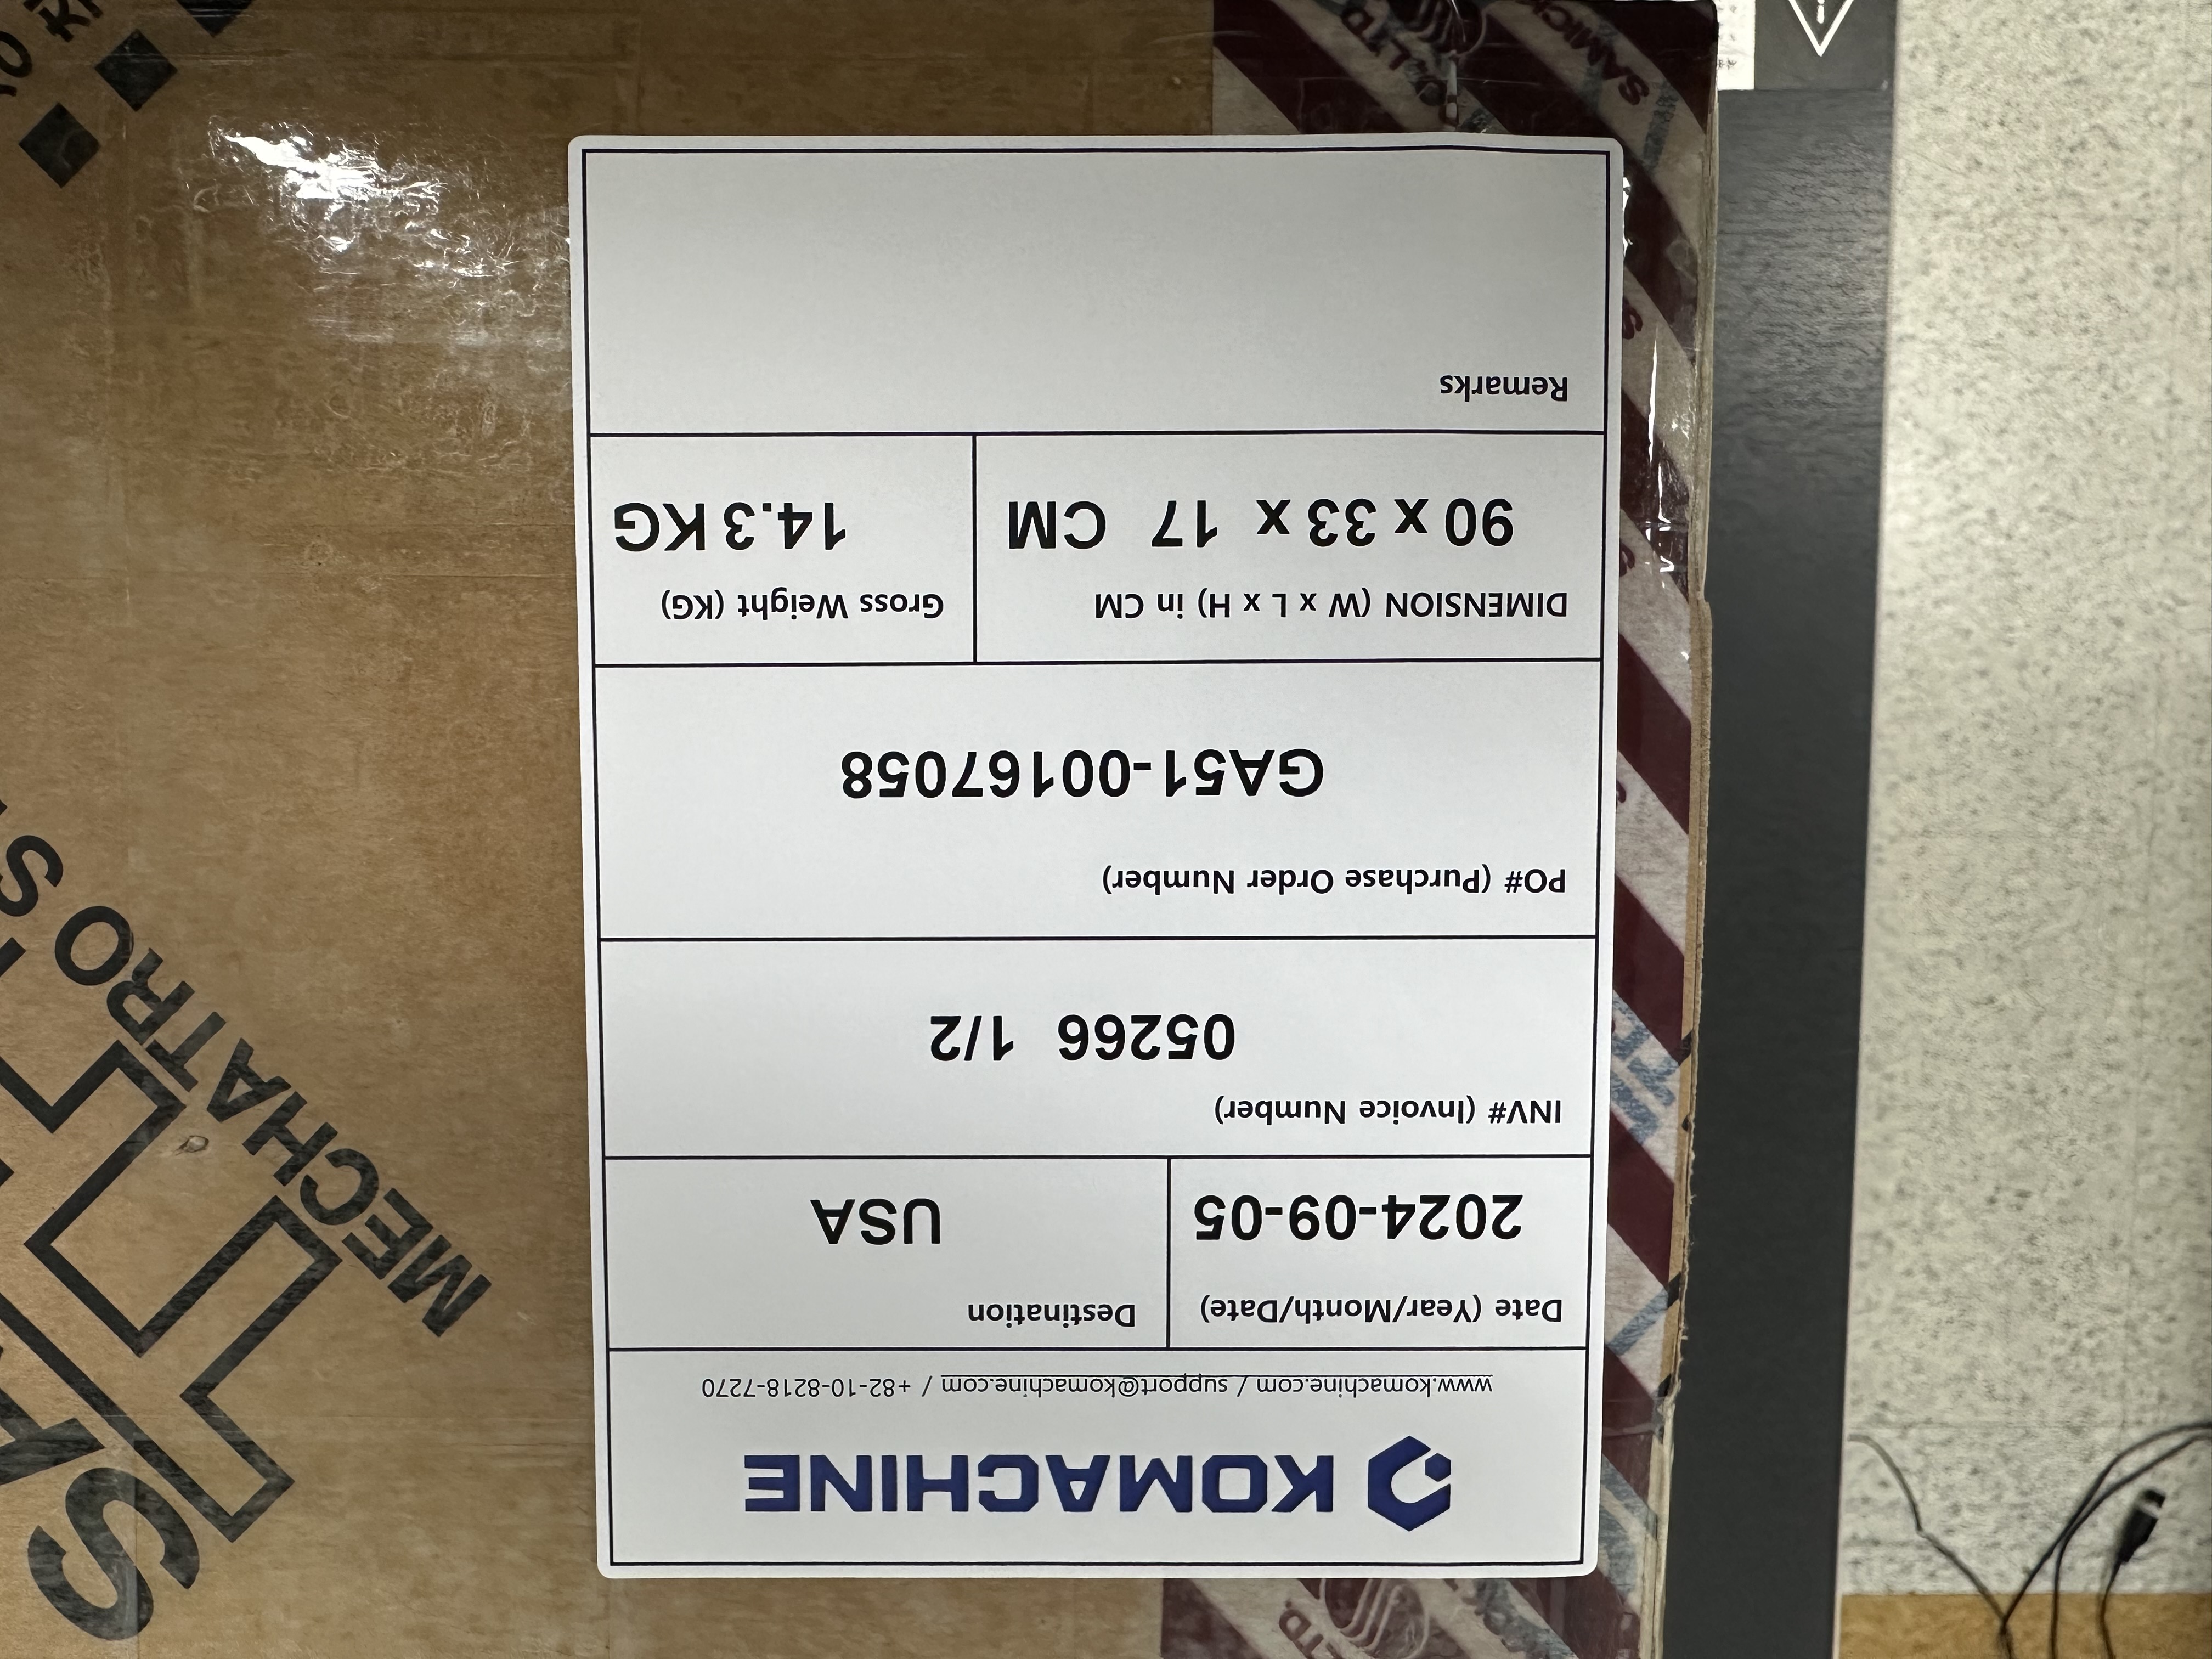 KOMACHINE
www.komachine.com / support@komachine.com / +82-10-8218-7270
Date (Year/Month/Date)
2024-09-05
Destination
USA
INV# (Invoice Number)
05266 1/2
PO# (Purchase Order Number)
GA51-00167058
DIMENSION (W x L x H) in CM
90 x 33 x 17 CM
Gross Weight (KG)
14.3 KG
Remarks
MECHATRO